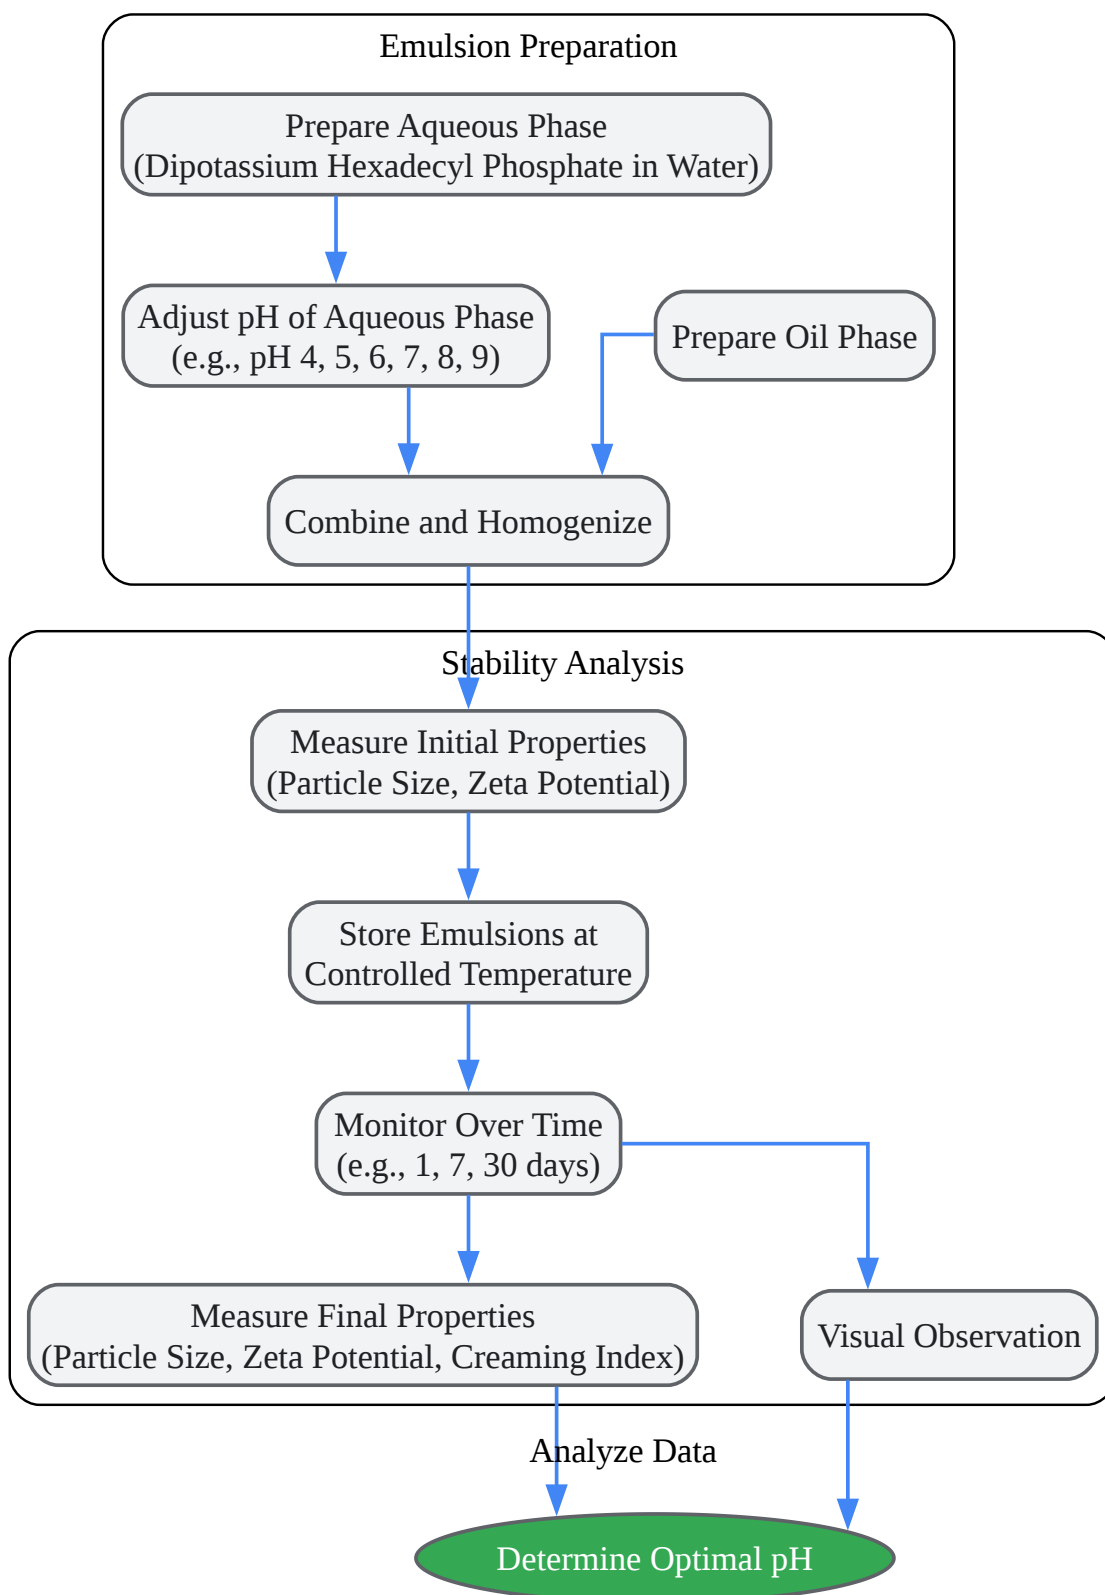 Emulsion Preparation
Prepare Aqueous Phase
(Dipotassium Hexadecyl Phosphate in Water)
Adjust pH of Aqueous Phase
(e.g., pH 4, 5, 6, 7, 8, 9)
Prepare Oil Phase
Combine and Homogenize
Stability Analysis
Measure Initial Properties
(Particle Size, Zeta Potential)
Store Emulsions at
Controlled Temperature
Monitor Over Time
(e.g., 1, 7, 30 days)
Measure Final Properties
(Particle Size, Zeta Potential, Creaming Index)
Visual Observation
Analyze Data
Determine Optimal pH